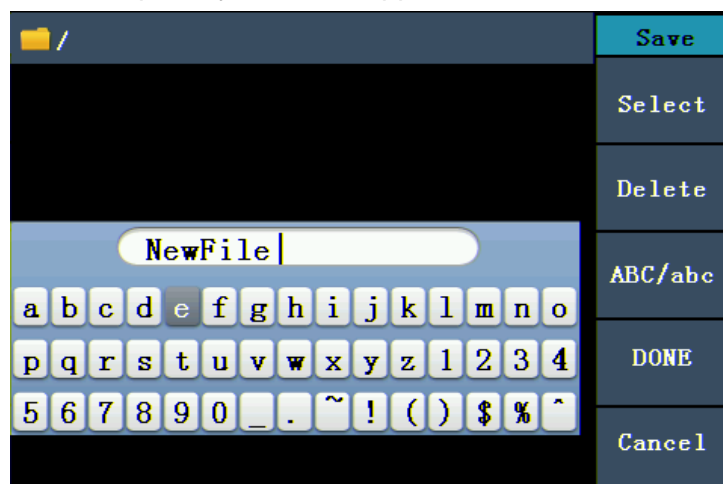 /
Save
Select
Delete
NewFile
ABC/abc
a b c d e f g h i j k l m n o
p q r s t u v w x y z 1 2 3 4
DONE
5 6 7 8 9 0 _ . ~ ! ( ) $ % ^
Cancel